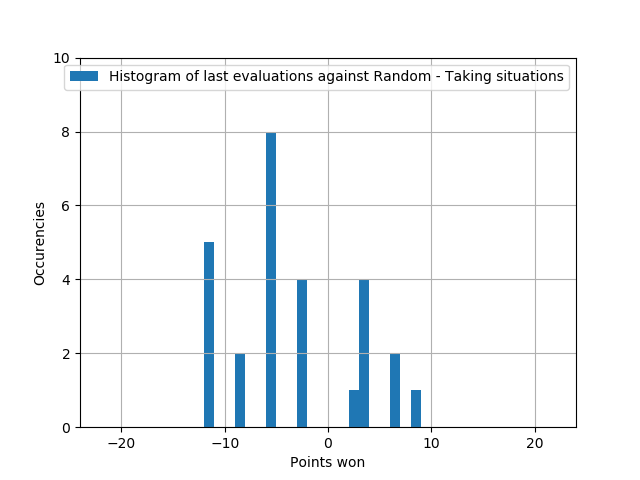 10
Histogram of last evaluations against Random - Taking situations
8
6
Occurencies
4
2
0
−20 −10 0 10 20
Points won